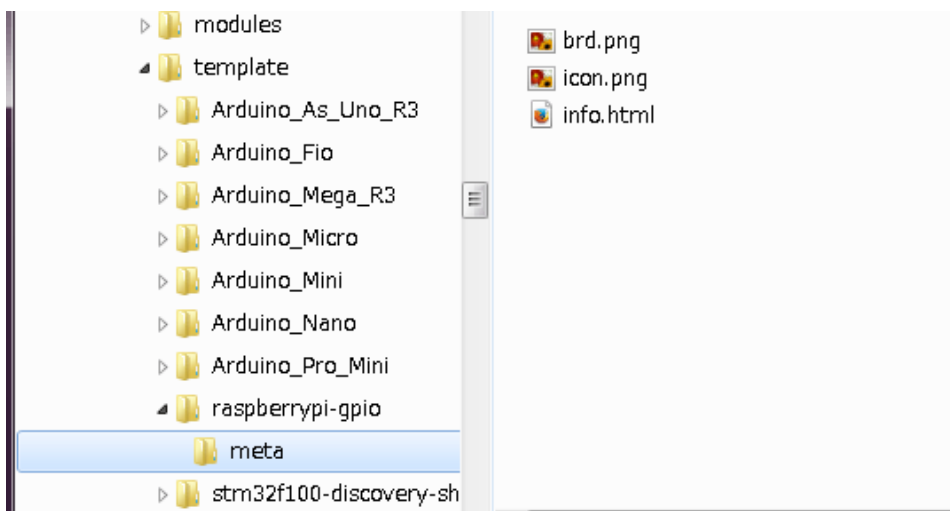 modules
template
Arduino_As_Uno_R3
Arduino_Fio
Arduino_Mega_R3
Arduino_Micro
Arduino_Mini
Arduino_Nano
Arduino_Pro_Mini
raspberrypi-gpio
meta
stm32f100-discovery-sh
brd.png
icon.png
info.html